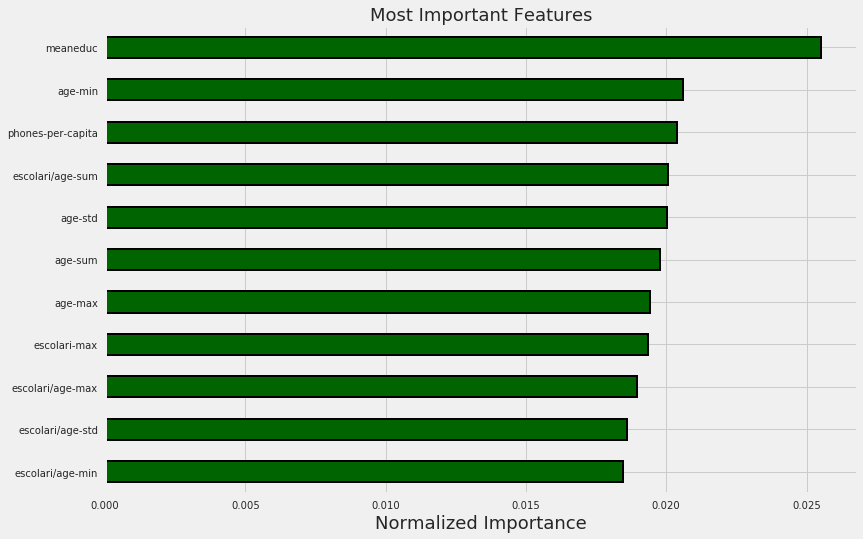 Most Important Features
meaneduc
age-min
phones-per-capita
escolari/age-sum
age-std
age-sum
age-max
escolari-max
escolari/age-max
escolari/age-std
escolari/age-min
0.000 0.005 0.010 0.015 0.020 0.025
Normalized Importance